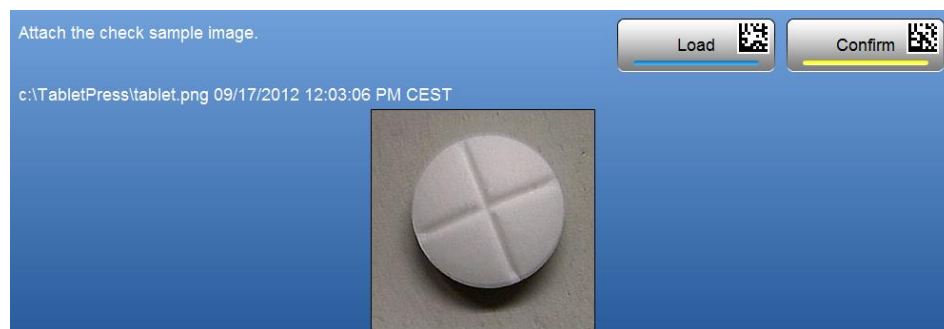 Attach the check sample image.
Load
Confirm
c:\TabletPress\tablet.png 09/17/2012 12:03:06 PM CEST